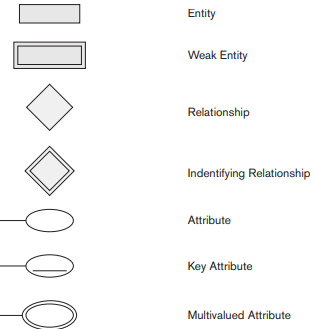 Entity
Weak Entity
Relationship
Indentifying Relationship
Attribute
Key Attribute
Multivalued Attribute